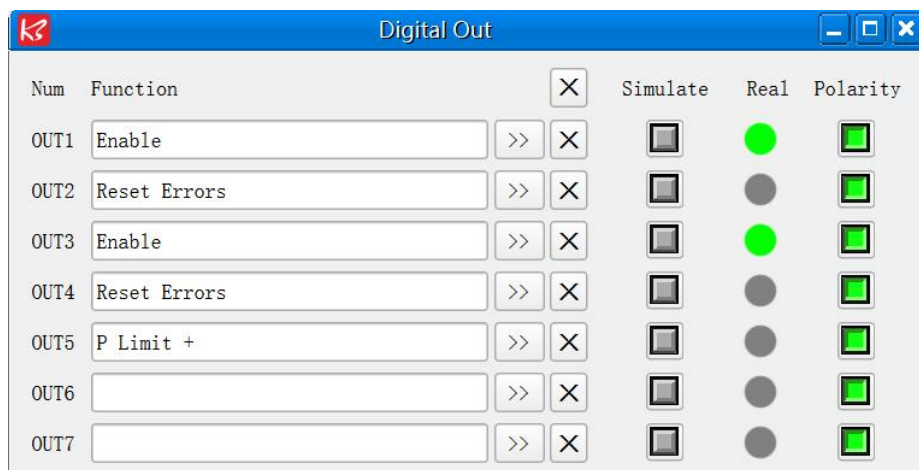 KS Digital Out
Num Function X Simulate Real Polarity
OUT1 Enable >> X
OUT2 Reset Errors >> X
OUT3 Enable >> X
OUT4 Reset Errors >> X
OUT5 P Limit + >> X
OUT6 >> X
OUT7 >> X